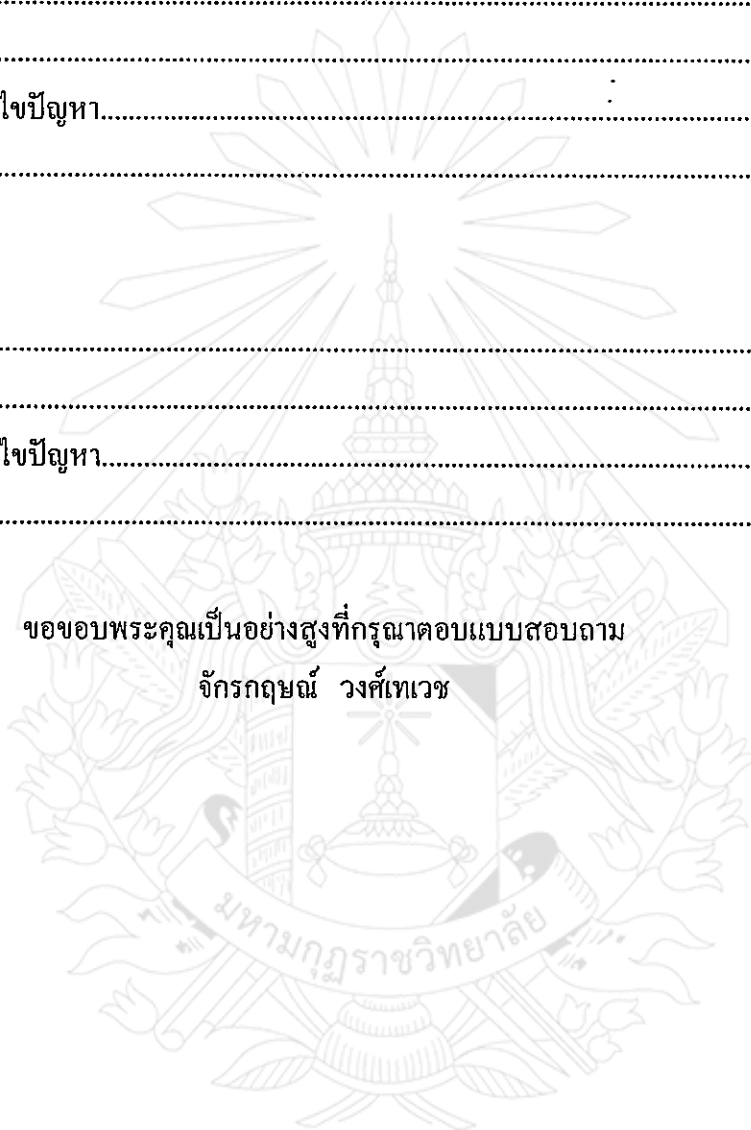 ..........................................................................................
..........................................................................................
ไขปัญหา..........................................................................................
..........................................................................................
..........................................................................................
..........................................................................................
ไขปัญหา..........................................................................................
..........................................................................................
ขอขอบพระคุณเป็นอย่างสูงที่กรุณาตอบแบบสอบถาม
จักรกฤษณ์ วงศ์เทเวช
มหามกุฏราชวิทยาลัย